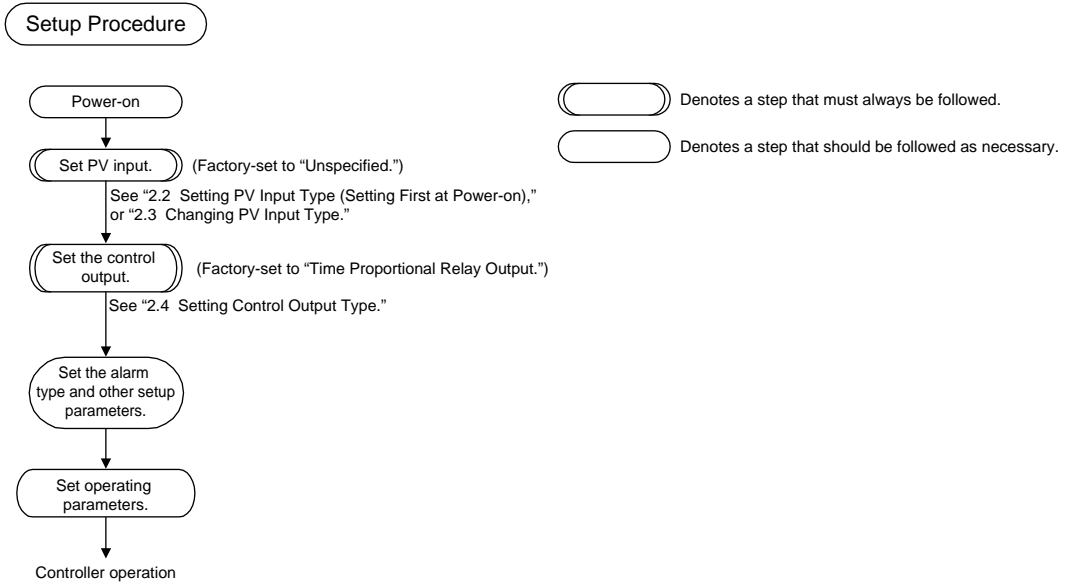 Setup Procedure
Power-on
Denotes a step that must always be followed.
Denotes a step that should be followed as necessary.
Set PV input.
(Factory-set to “Unspecified.”)
See “2.2 Setting PV Input Type (Setting First at Power-on),”
or “2.3 Changing PV Input Type.”
Set the control
output.
(Factory-set to “Time Proportional Relay Output.”)
See “2.4 Setting Control Output Type.”
Set the alarm
type and other setup
parameters.
Set operating
parameters.
Controller operation